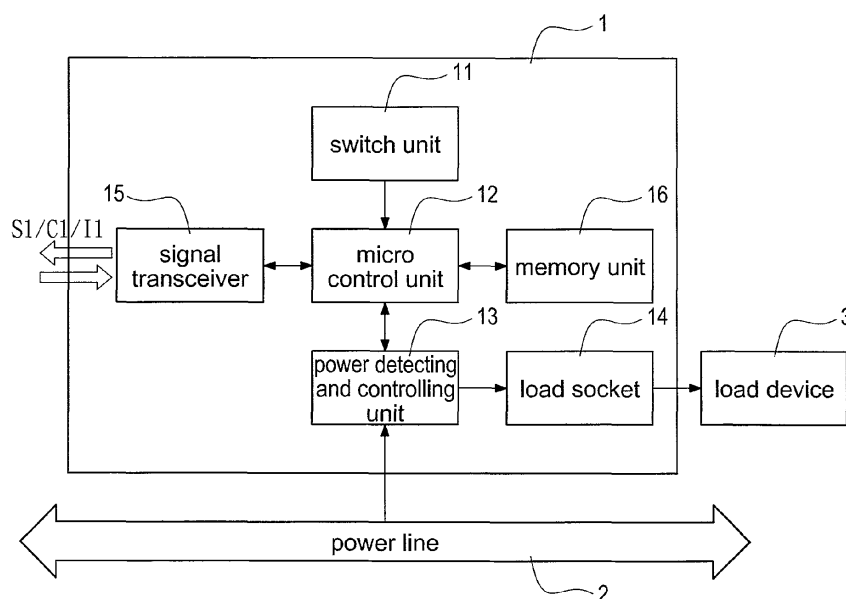 1
11
switch unit
15
12
16
S1/C1/I1
signal
transceiver
micro
control unit
memory unit
13
14
3
power detecting
and controlling
unit
load socket
load device
power line
2